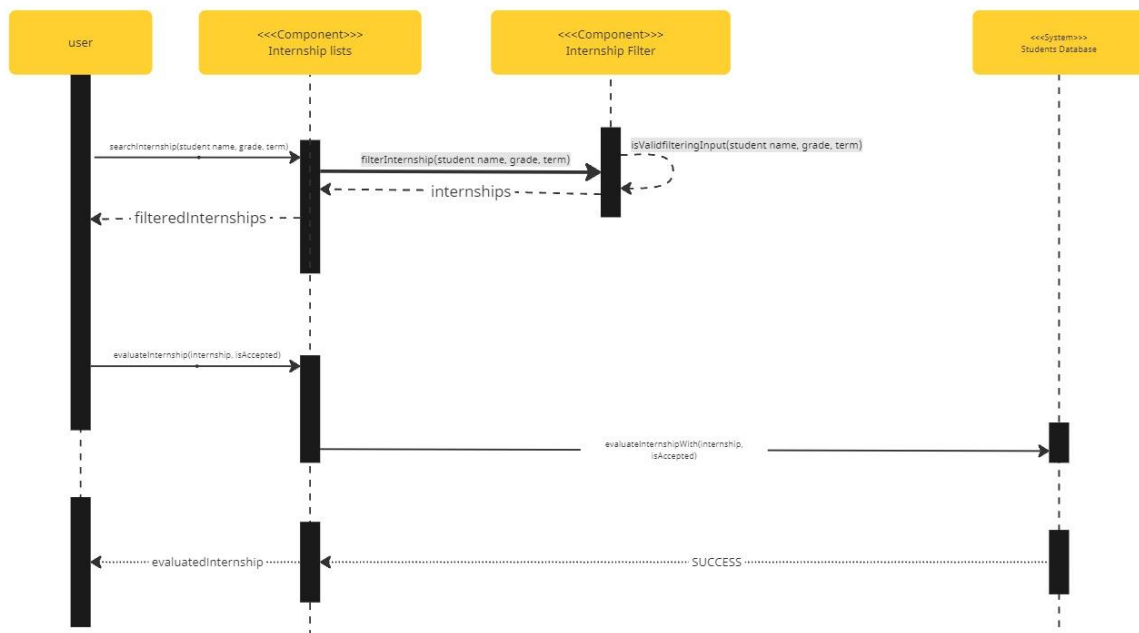 user
<<<Component>>>
Internship lists
<<<Component>>>
Internship Filter
<<<System>>>
Students Database
searchInternship(student name, grade, term)
filterInternship(student name, grade, term)
isValidfilteringInput(student name, grade, term)
internships
filteredInternships
evaluateInternship(internship, isAccepted)
evaluateInternshipWith(internship,
isAccepted)
evaluatedInternship
SUCCESS